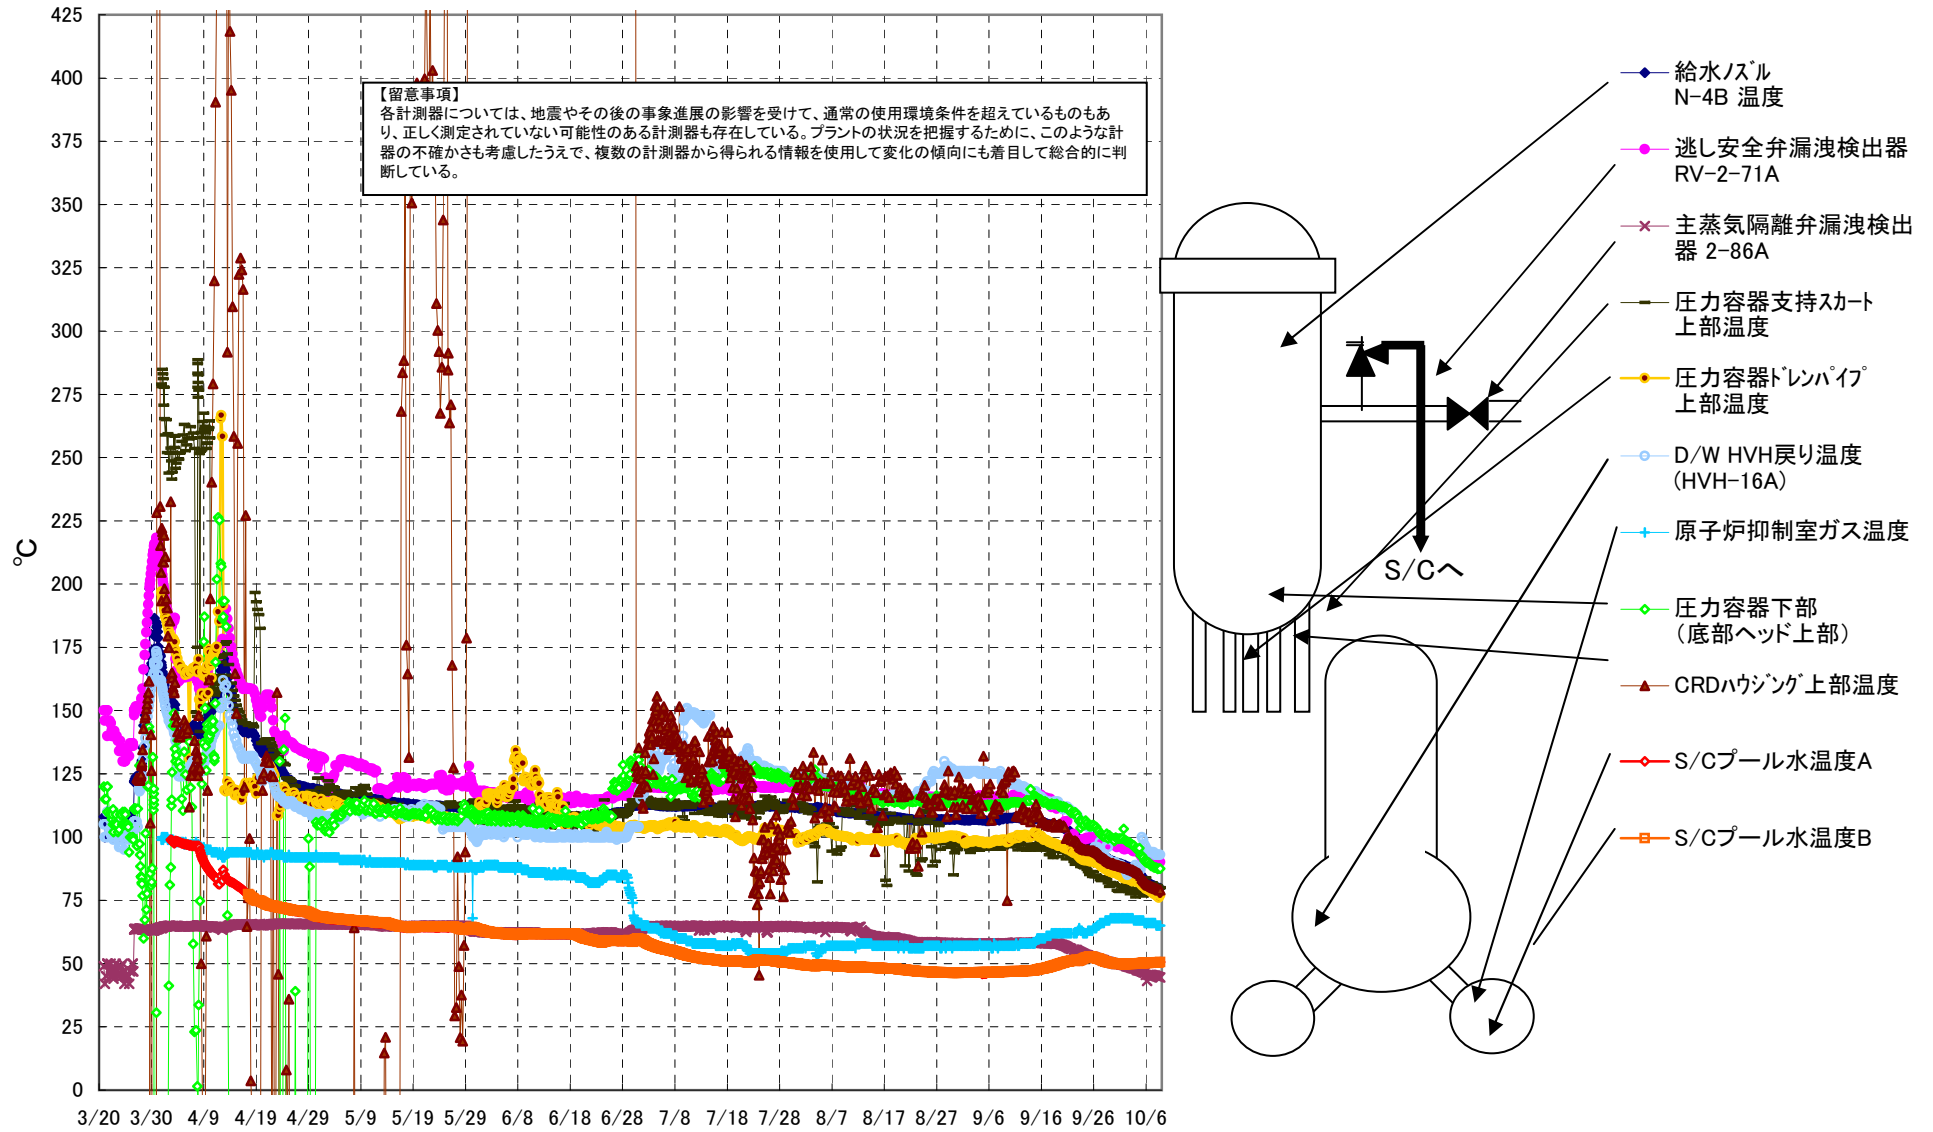 425
400
375
350
325
300
275
250
225
200
175
150
125
100
75
50
25
0
℃
3/20 3/30 4/9 4/19 4/29 5/9 5/19 5/29 6/8 6/18 6/28 7/8 7/18 7/28 8/7 8/17 8/27 9/6 9/16 9/26 10/6
【留意事項】
各計測器については、地震やその後の事象進展の影響を受けて、通常の使用環境条件を超えているものもあ
り、正しく測定されていない可能性のある計測器も存在している。プラントの状況を把握するために、このような計
器の不確かさも考慮したうえで、複数の計測器から得られる情報を使用して変化の傾向にも着目して総合的に判
断している。
S/Cへ
給水ノズル
N-4B 温度
逃し安全弁漏洩検出器
RV-2-71A
主蒸気隔離弁漏洩検出
器 2-86A
圧力容器支持スカート
上部温度
圧力容器ドレンパイプ
上部温度
D/W HVH戻り温度
(HVH-16A)
原子炉抑制室ガス温度
圧力容器下部
(底部ヘッド上部)
CRDハウジング上部温度
S/Cプール水温度A
S/Cプール水温度B